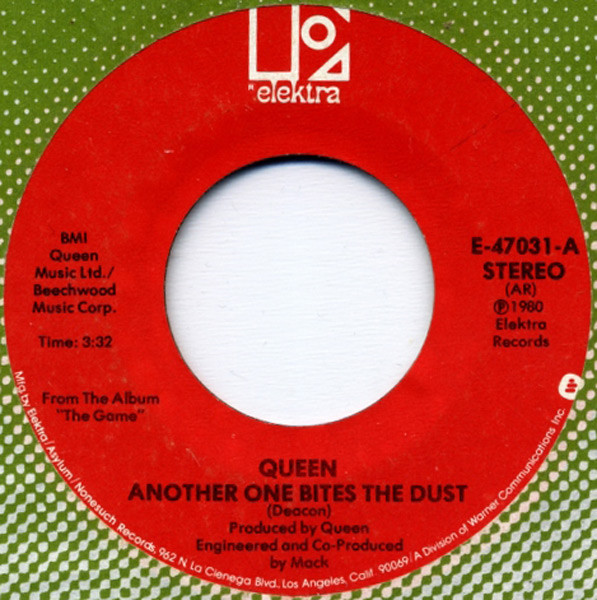 elektra
BMI
Queen
Music Ltd./
Beechwood
Music Corp.
Time: 3:32
From The Album
"The Game"
E-47031-A
STEREO
(AR)
Ⓟ1980
Elektra
Records
QUEEN
ANOTHER ONE BITES THE DUST
(Deacon)
Produced by Queen
Engineered and Co-Produced
by Mack
Mfg by Elektra/Asylum/Nonesuch Records, 962 N La Cienega Blvd., Los Angeles, Calif. 90069/A Division of Warner Communications Inc.